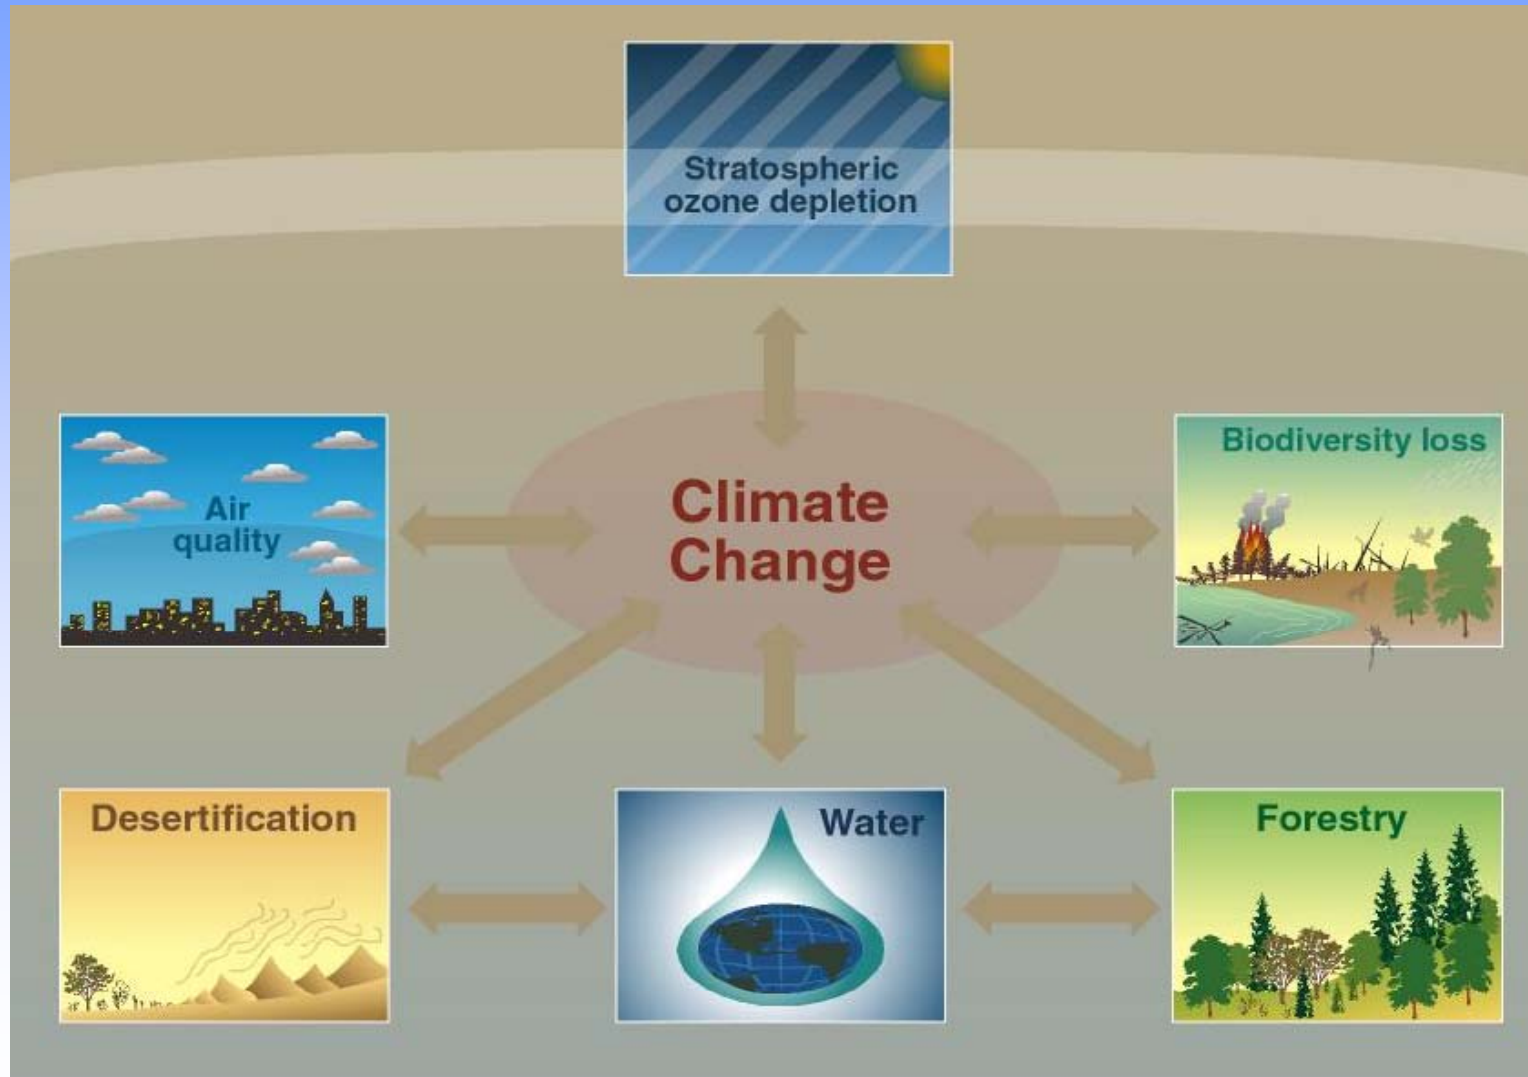 Stratospheric
ozone depletion
Air
quality
Climate
Change
Biodiversity loss
Desertification
Water
Forestry